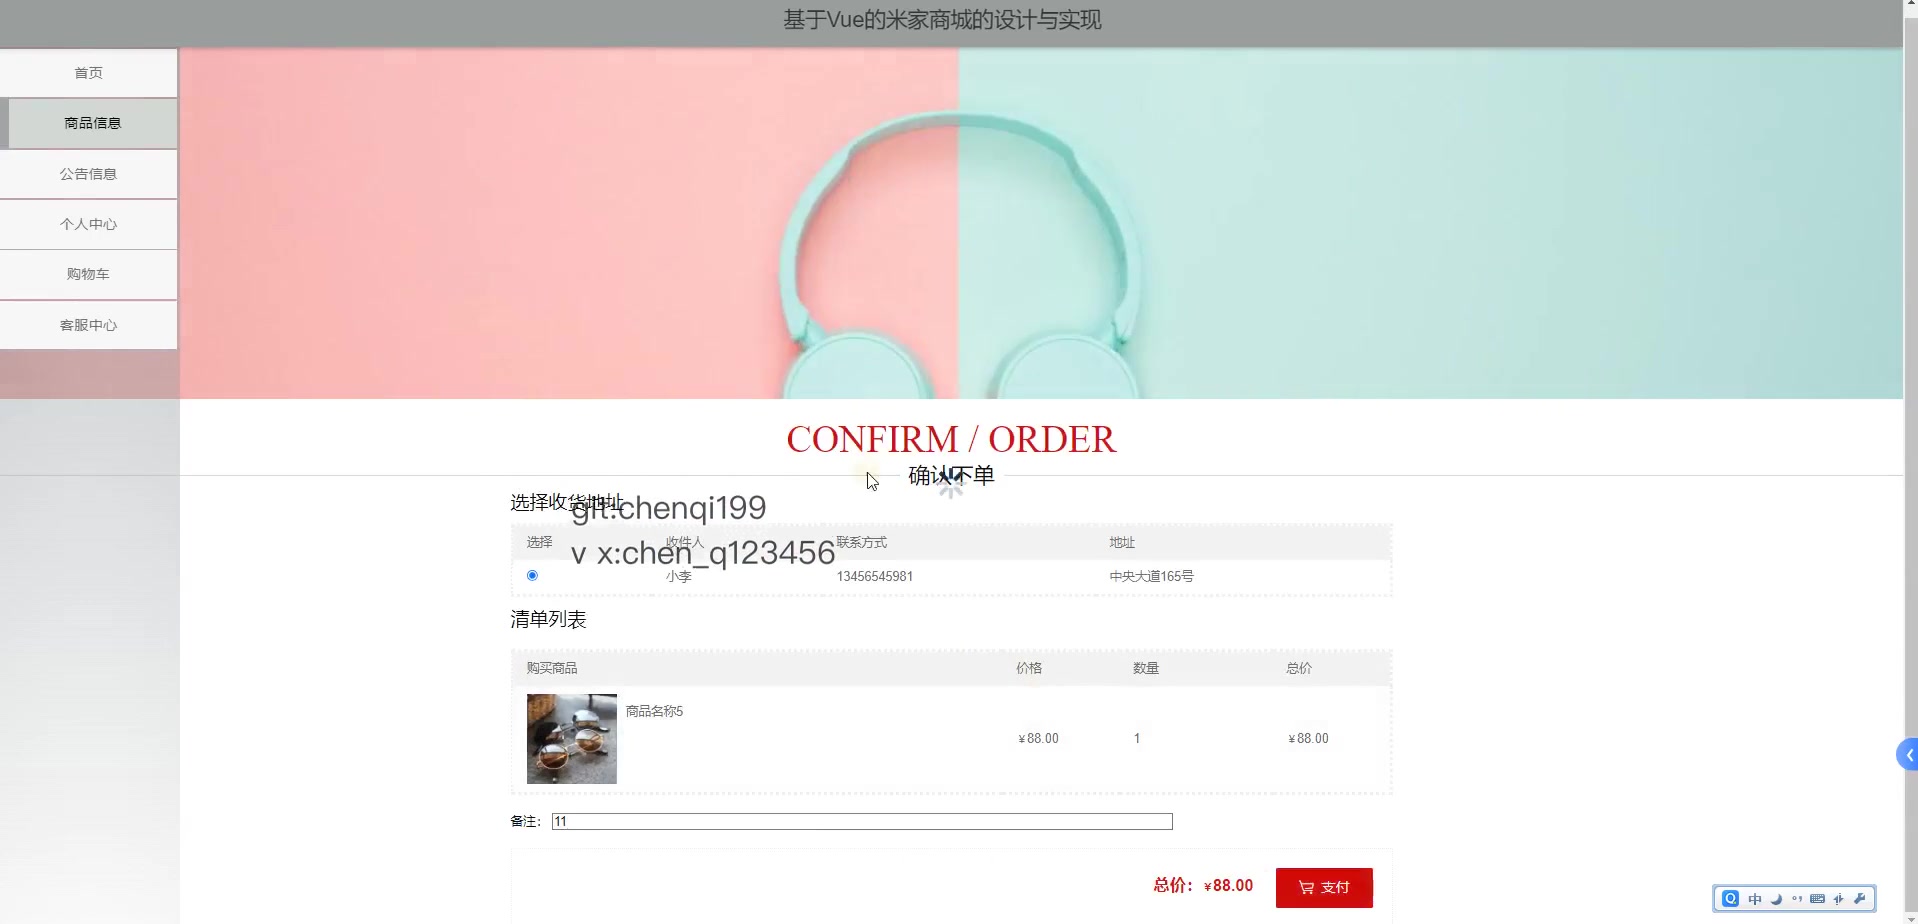 基于Vue的米家商城的设计与实现
首页
商品信息
公告信息
个人中心
购物车
客服中心
CONFIRM / ORDER
确认下单
选择收货地址
git:chenqi199
v x:chen_q123456
选择 收件人 联系方式 地址
小李 13456545981 中央大道165号
清单列表
购买商品 价格 数量 总价
商品名称5
¥88.00 1 ¥88.00
备注： 11
总价：¥88.00 支付
中